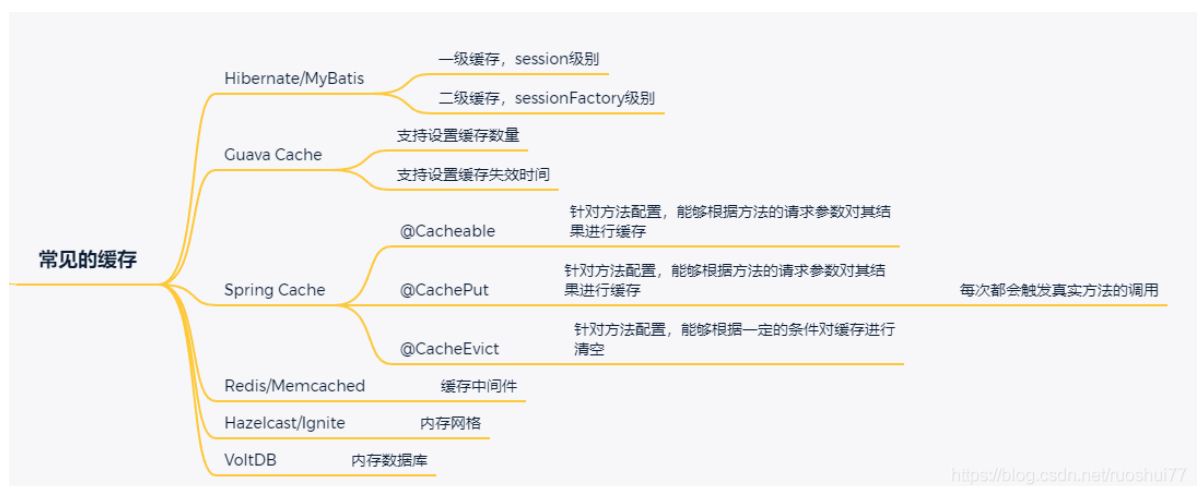 常见的缓存
Hibernate/MyBatis
一级缓存，session级别
二级缓存，sessionFactory级别
Guava Cache
支持设置缓存数量
支持设置缓存失效时间
Spring Cache
@Cacheable
针对方法配置，能够根据方法的请求参数对其结
果进行缓存
@CachePut
针对方法配置，能够根据方法的请求参数对其结
果进行缓存
每次都会触发真实方法的调用
@CacheEvict
针对方法配置，能够根据一定的条件对缓存进行
清空
Redis/Memcached
缓存中间件
Hazelcast/Ignite
内存网格
VoltDB
内存数据库
https://blog.csdn.net/ruoshui77